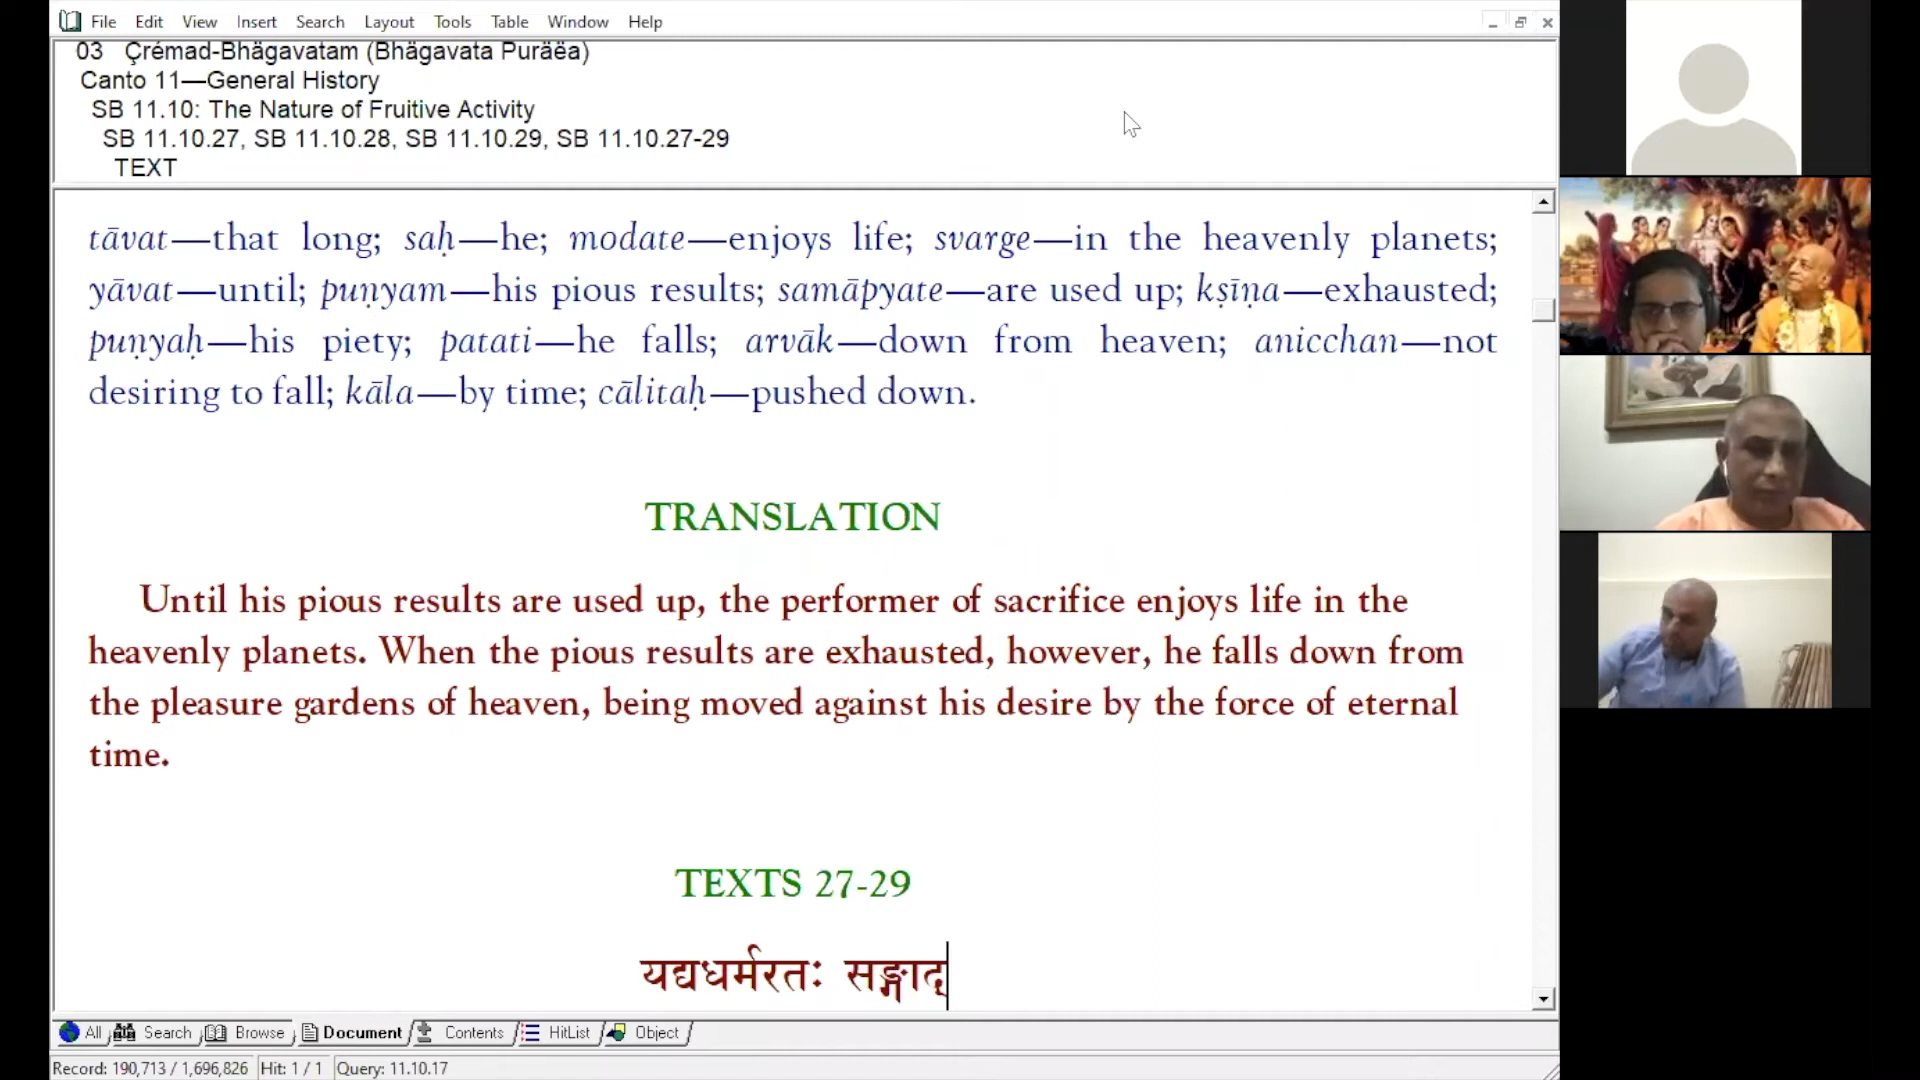 File Edit View Insert Search Layout Tools Table Window Help
03 Çrémad-Bhägavatam (Bhägavata Puräëa)
Canto 11—General History
SB 11.10: The Nature of Fruitive Activity
SB 11.10.27, SB 11.10.28, SB 11.10.29, SB 11.10.27-29
TEXT
tāvat—that long; saḥ—he; modate—enjoys life; svarge—in the heavenly planets;
yāvat—until; puṇyam—his pious results; samāpyate—are used up; kṣīṇa—exhausted;
puṇyaḥ—his piety; patati—he falls; arvāk—down from heaven; anicchan—not
desiring to fall; kāla—by time; cālitaḥ—pushed down.
TRANSLATION
Until his pious results are used up, the performer of sacrifice enjoys life in the
heavenly planets. When the pious results are exhausted, however, he falls down from
the pleasure gardens of heaven, being moved against his desire by the force of eternal
time.
TEXTS 27-29
यद्यधर्मरतः सङ्गाद्
All Search Browse Document Contents HitList Object
Record: 190,713 / 1,696,826 Hit: 1 / 1 Query: 11.10.17